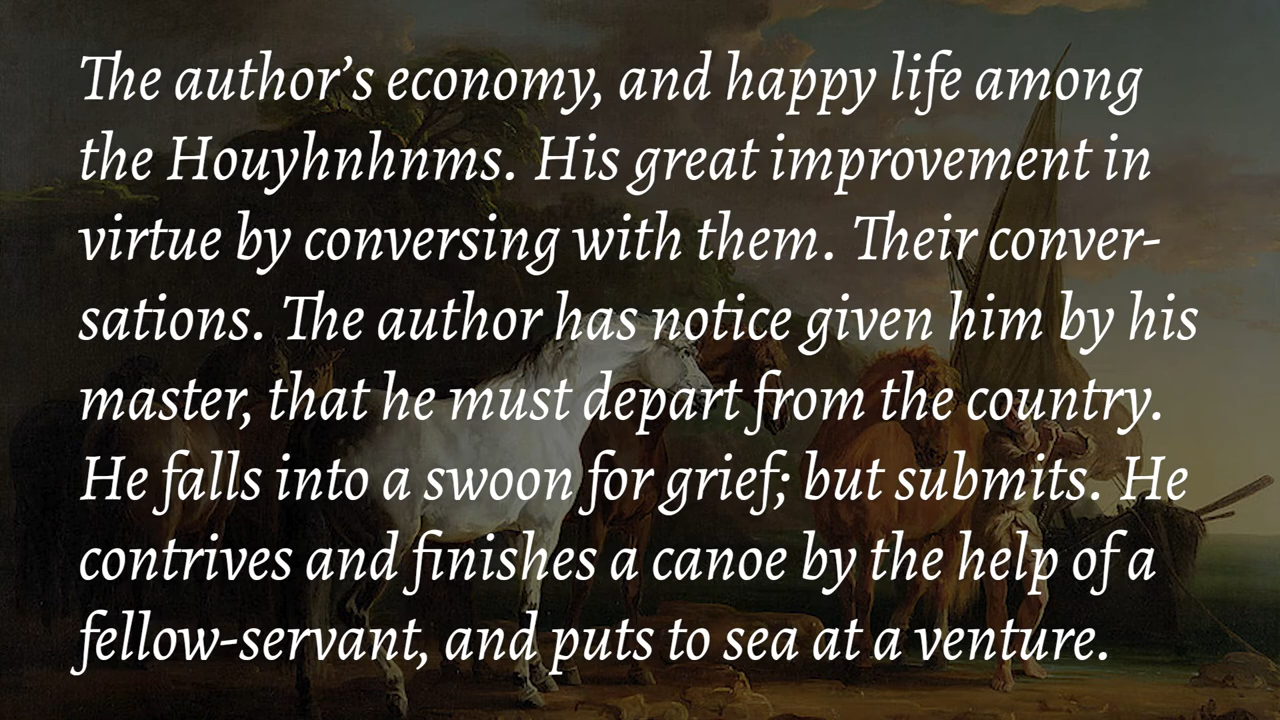 The author’s economy, and happy life among
the Houyhnhnms. His great improvement in
virtue by conversing with them. Their conver-
sations. The author has notice given him by his
master, that he must depart from the country.
He falls into a swoon for grief; but submits. He
contrives and finishes a canoe by the help of a
fellow-servant, and puts to sea at a venture.